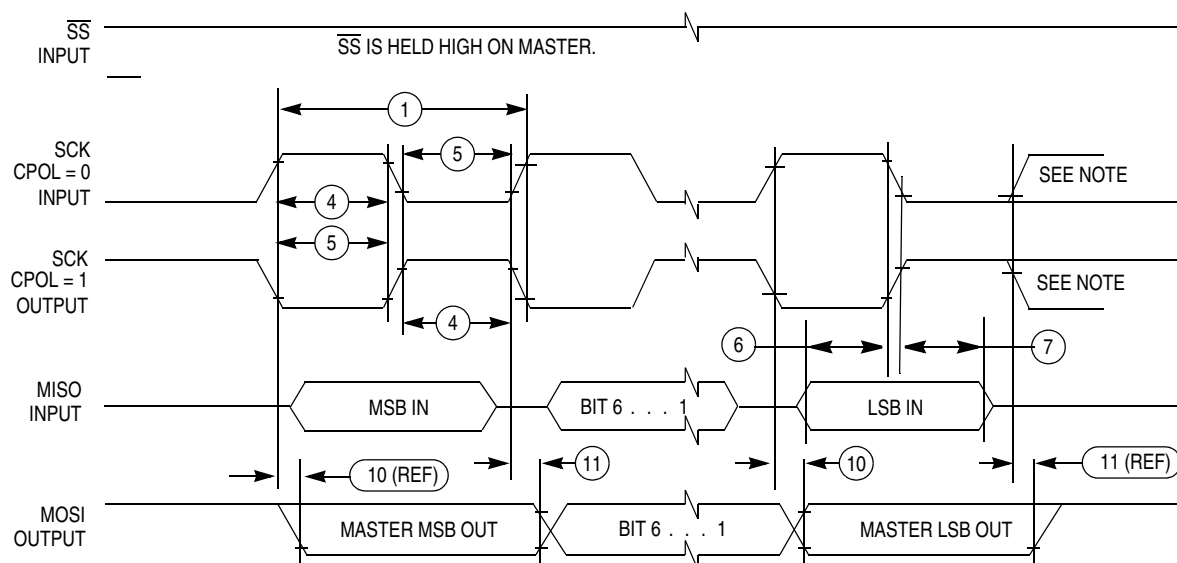 SS
INPUT
SS IS HELD HIGH ON MASTER.
1
SCK
CPOL = 0
INPUT
5
SEE NOTE
4
5
SCK
CPOL = 1
OUTPUT
SEE NOTE
4
6
7
MISO
INPUT
MSB IN
BIT 6 . . . 1
LSB IN
10 (REF)
11
10
11 (REF)
MOSI
OUTPUT
MASTER MSB OUT
BIT 6 . . . 1
MASTER LSB OUT